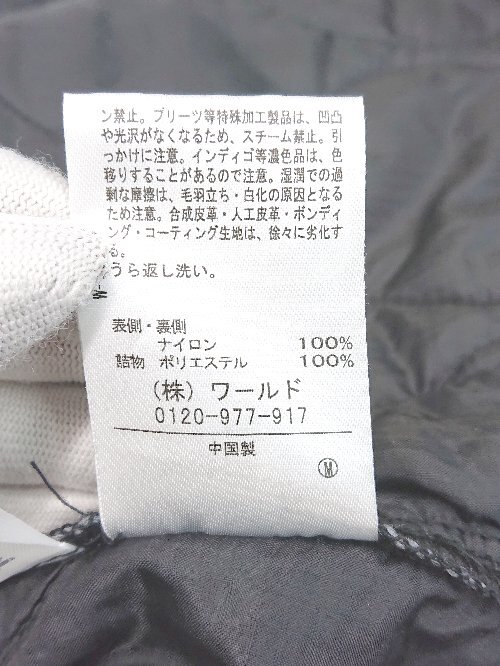 ン禁止。プリーツ等特殊加工製品は、凹凸
や光沢がなくなるため、スチーム禁止。引
っかけに注意。インディゴ等濃色品は、色
移りすることがあるので注意。湿潤での過
剰な摩擦は、毛羽立ち・白化の原因となる
ため注意。合成皮革・人工皮革・ボンディ
ング・コーティング生地は、徐々に劣化す
る。
うら返し洗い。
表側・裏側
ナイロン 100%
詰物 ポリエステル 100%
(株) ワールド
0120-977-917
中国製
M